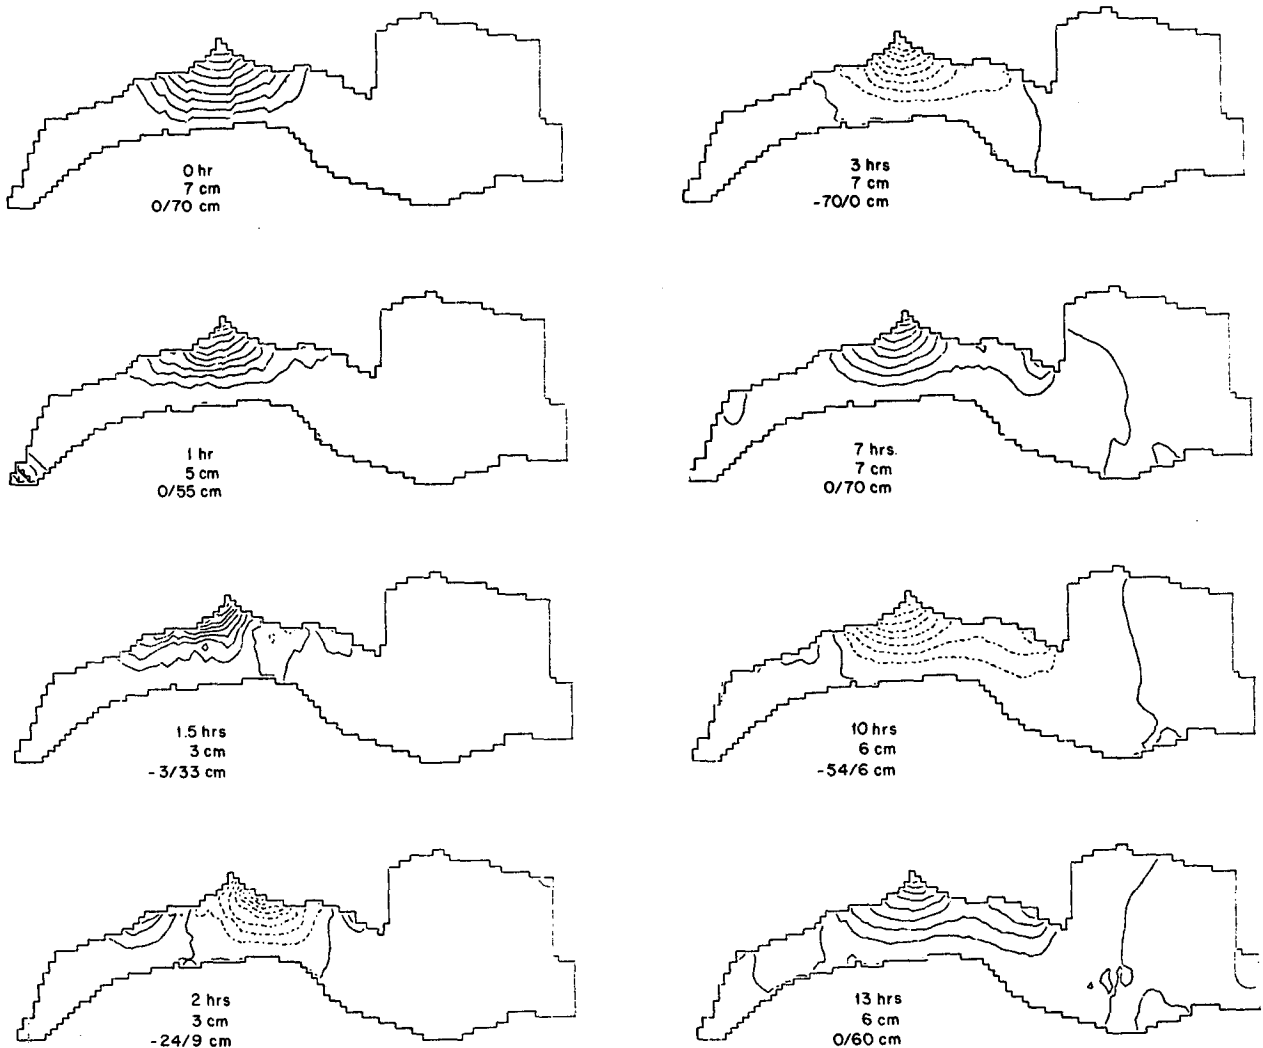 0 hr
7 cm
0/70 cm
1 hr
5 cm
0/55 cm
1.5 hrs
3 cm
-3/33 cm
2 hrs
3 cm
-24/9 cm
3 hrs
7 cm
-70/0 cm
7 hrs.
7 cm
0/70 cm
10 hrs
6 cm
-54/6 cm
13 hrs
6 cm
0/60 cm